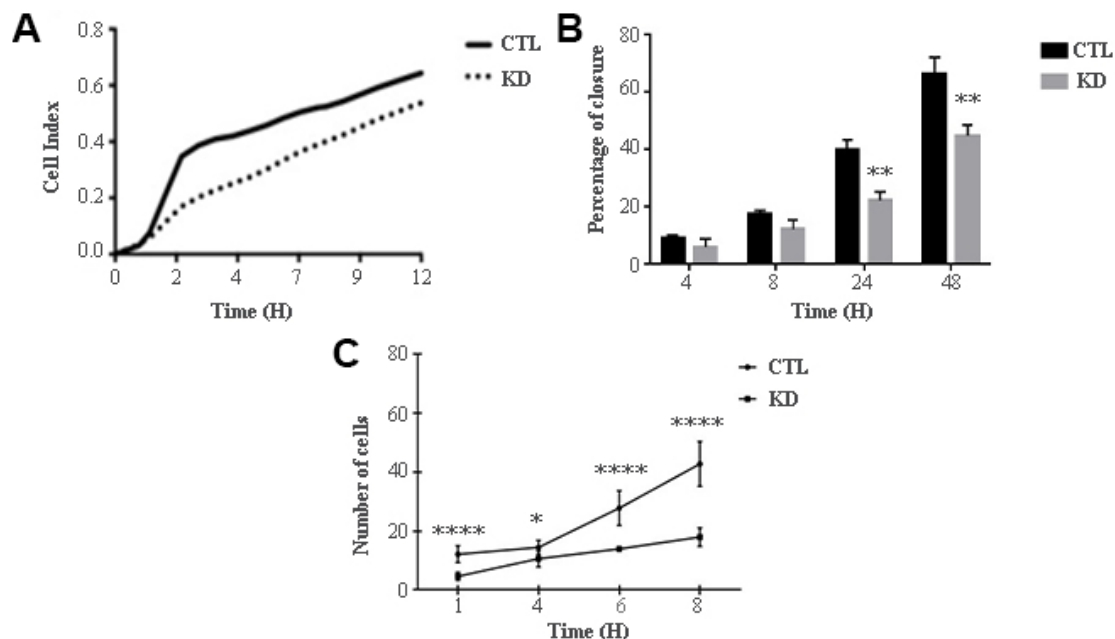 A
0.8
0.6
0.4
0.2
0.0
Cell Index
0 2 4 7 9 12
Time (H)
CTL
KD
B
80
60
40
20
0
Percentage of closure
**
**
4 8 24 48
Time (H)
CTL
KD
C
80
60
40
20
0
Number of cells
****
*
****
****
1 4 6 8
Time (H)
CTL
KD